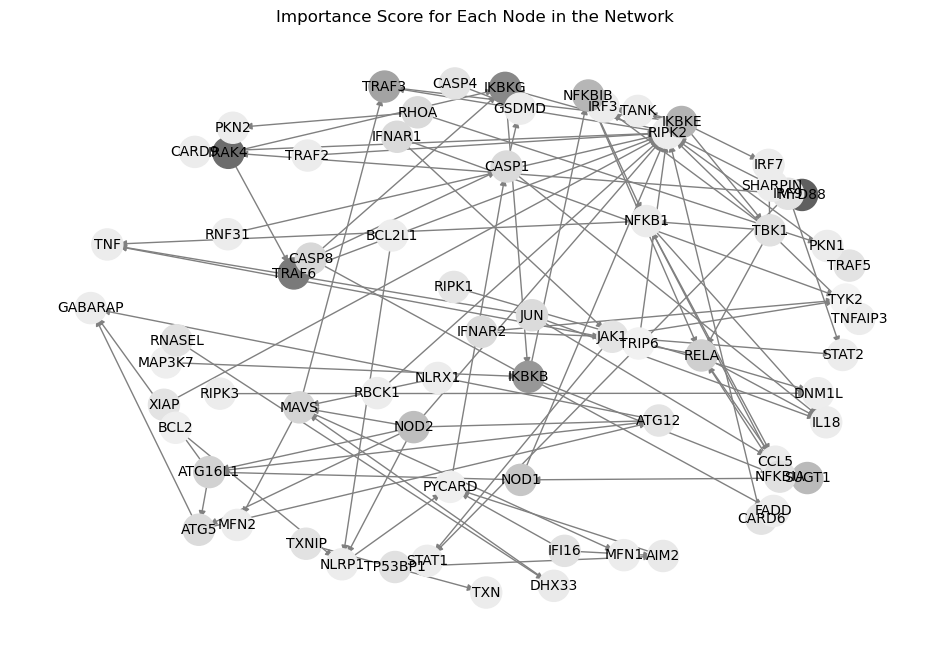 Importance Score for Each Node in the Network
TRAF3
CASP4
IKBKG
NFKBIB
RHOA
GSDMD
IRF3
TANK
PKN2
IFNAR1
IKBKE
RIPK2
CARD9
IRAK4
TRAF2
CASP1
IRF7
SHARPIN
IRF9
MYD88
NFKB1
TBK1
RNF31
BCL2L1
TNF
PKN1
CASP8
TRAF5
TRAF6
RIPK1
TYK2
GABARAP
JUN
TNFAIP3
IFNAR2
JAK1
TRIP6
RNASEL
RELA
STAT2
MAP3K7
NLRX1
IKBKB
RIPK3
RBCK1
DNM1L
XIAP
MAVS
BCL2
NOD2
ATG12
IL18
ATG16L1
CCL5
PYCARD
NOD1
NFKBIA
SUGT1
ATG5
MFN2
FADD
CARD6
TXNIP
NLRP1
TP53BP1
STAT1
IFI16
MFN1
AIM2
TXN
DHX33